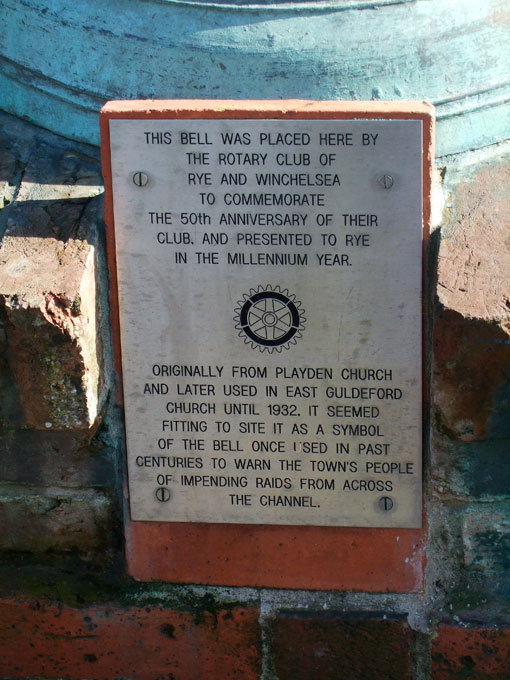 THIS BELL WAS PLACED HERE BY
THE ROTARY CLUB OF
RYE AND WINCHELSEA
TO COMMEMORATE
THE 50th ANNIVERSARY OF THEIR
CLUB. AND PRESENTED TO RYE
IN THE MILLENNIUM YEAR.
ORIGINALLY FROM PLAYDEN CHURCH
AND LATER USED IN EAST GULDEFORD
CHURCH UNTIL 1932. IT SEEMED
FITTING TO SITE IT AS A SYMBOL
OF THE BELL ONCE USED IN PAST
CENTURIES TO WARN THE TOWN'S PEOPLE
OF IMPENDING RAIDS FROM ACROSS
THE CHANNEL.